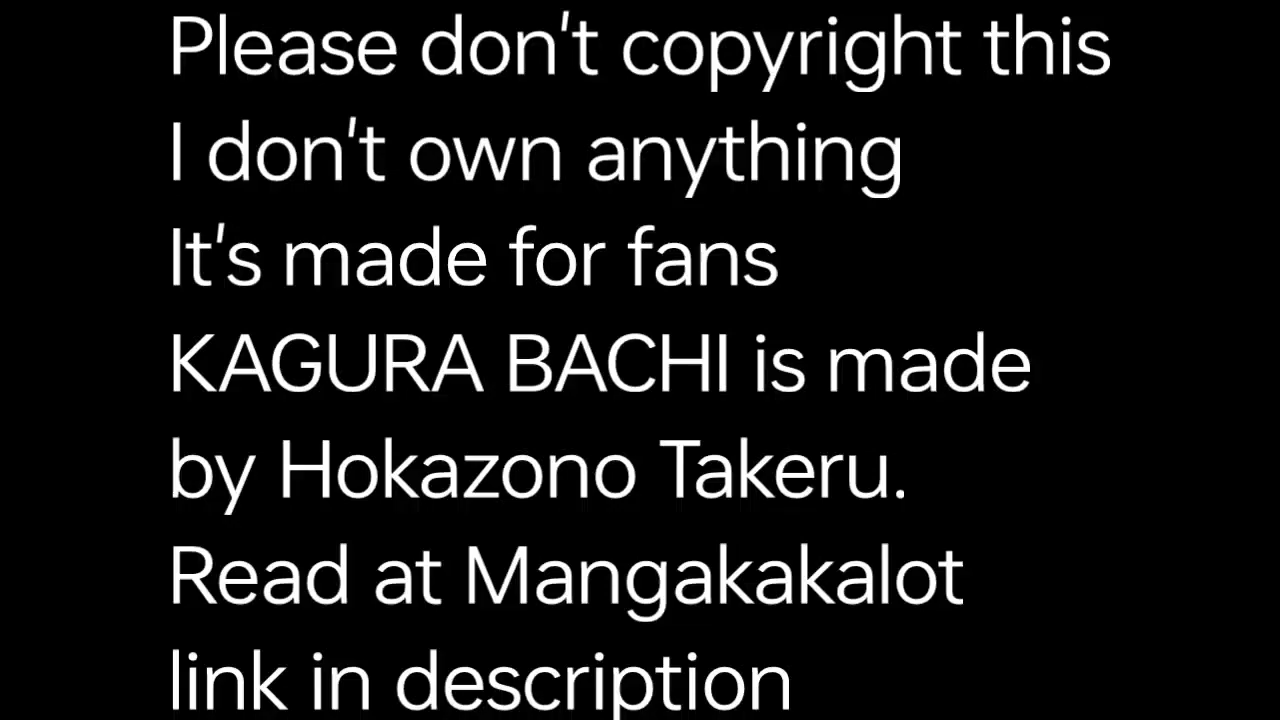 Please don't copyright this
I don't own anything
It's made for fans
KAGURA BACHI is made
by Hokazono Takeru.
Read at Mangakakalot
link in description